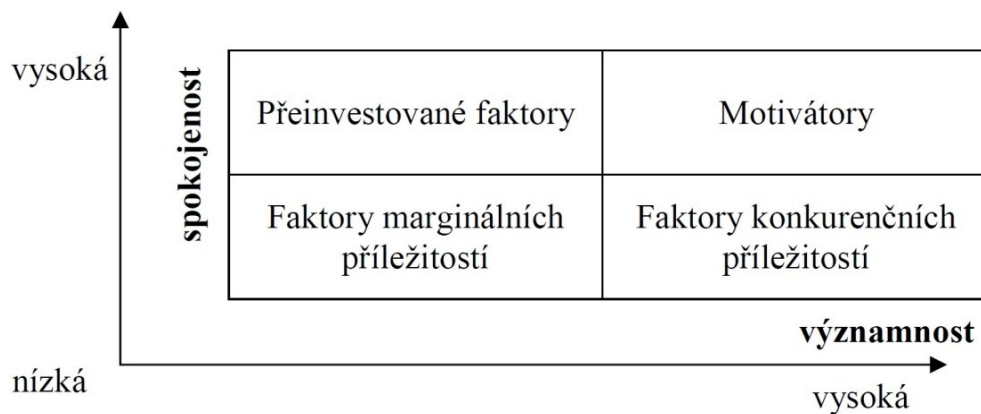 vysoká
spokojenost
Přeinvestované faktory
Motivátory
Faktory marginálních
příležitostí
Faktory konkurenčních
příležitostí
významnost
nízká
vysoká